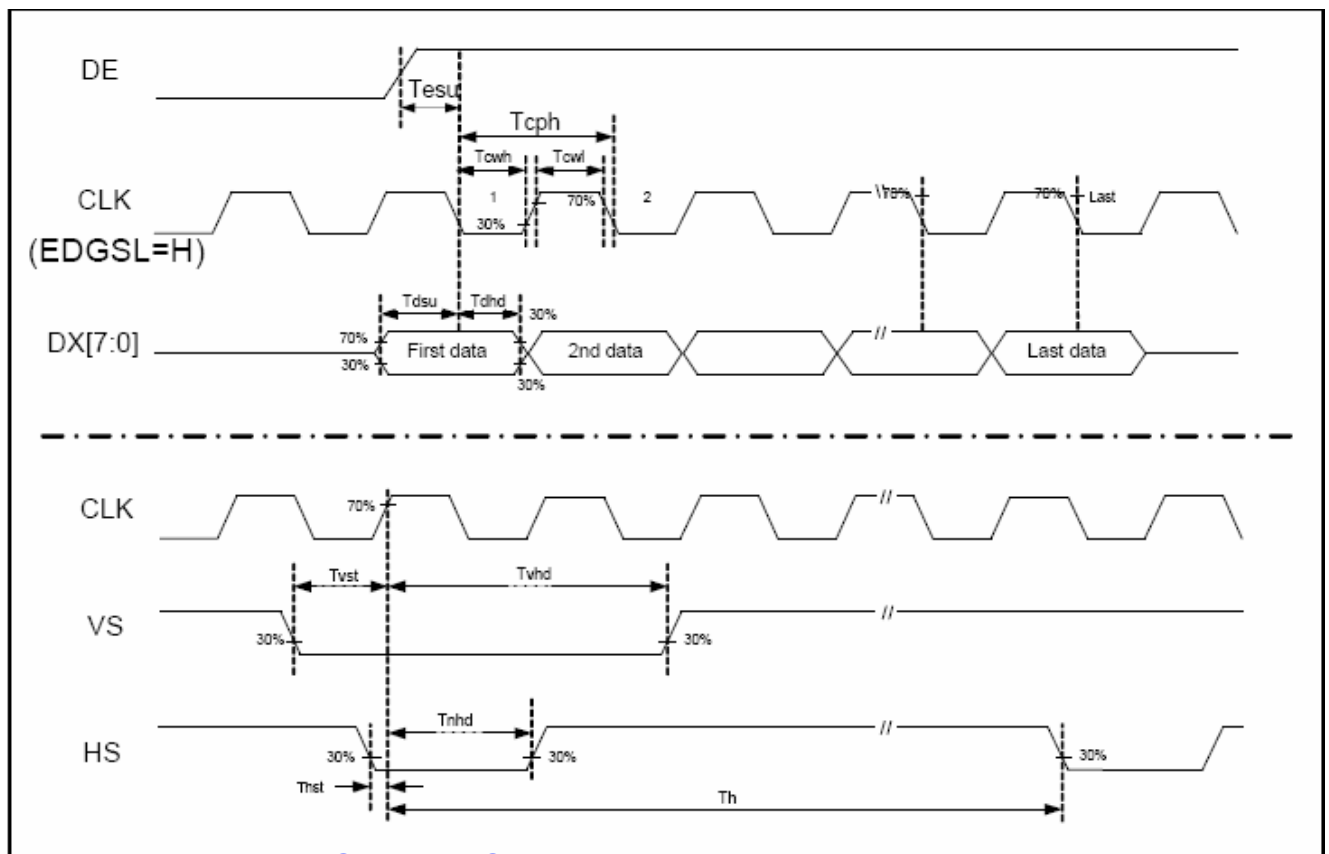 DE
Tesu
Tcph
Tcwh
Tcwl
CLK
1
70%
2
70%
70%
Last
30%
(EDGSL=H)
Tdsu
Tdhd
30%
DX[7:0]
70%
First data
2nd data
//
Last data
30%
30%
CLK
70%
//
Tvst
Tvhd
VS
30%
30%
//
Tnhd
//
HS
30%
30%
30%
Thst
Th